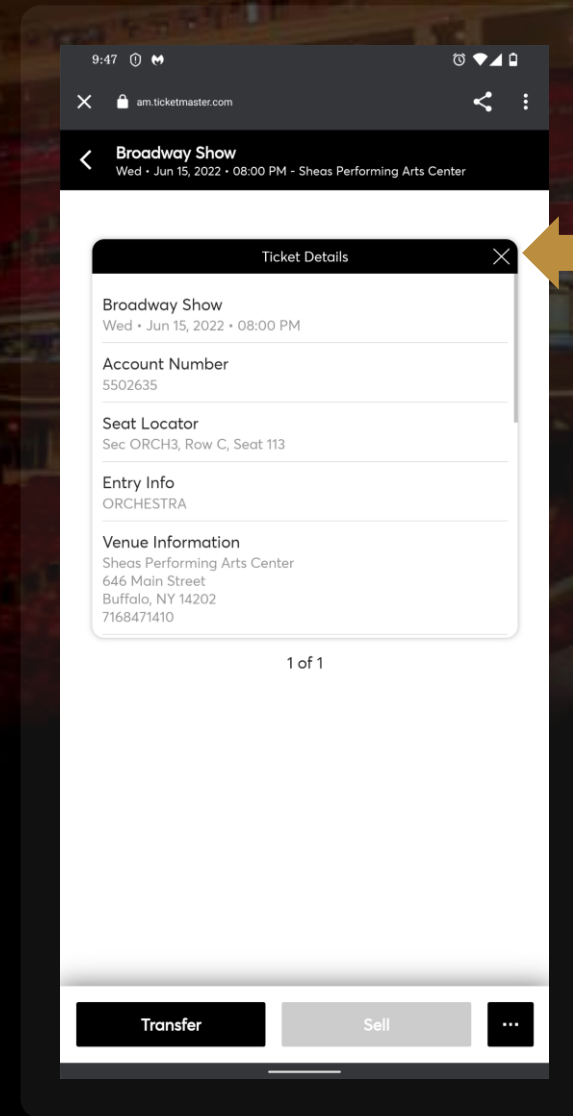 9:47
am.ticketmaster.com
Broadway Show
Wed • Jun 15, 2022 • 08:00 PM - Sheas Performing Arts Center
Ticket Details
Broadway Show
Wed • Jun 15, 2022 • 08:00 PM
Account Number
5502635
Seat Locator
Sec ORCH3, Row C, Seat 113
Entry Info
ORCHESTRA
Venue Information
Sheas Performing Arts Center
646 Main Street
Buffalo, NY 14202
7168471410
1 of 1
Transfer
Sell